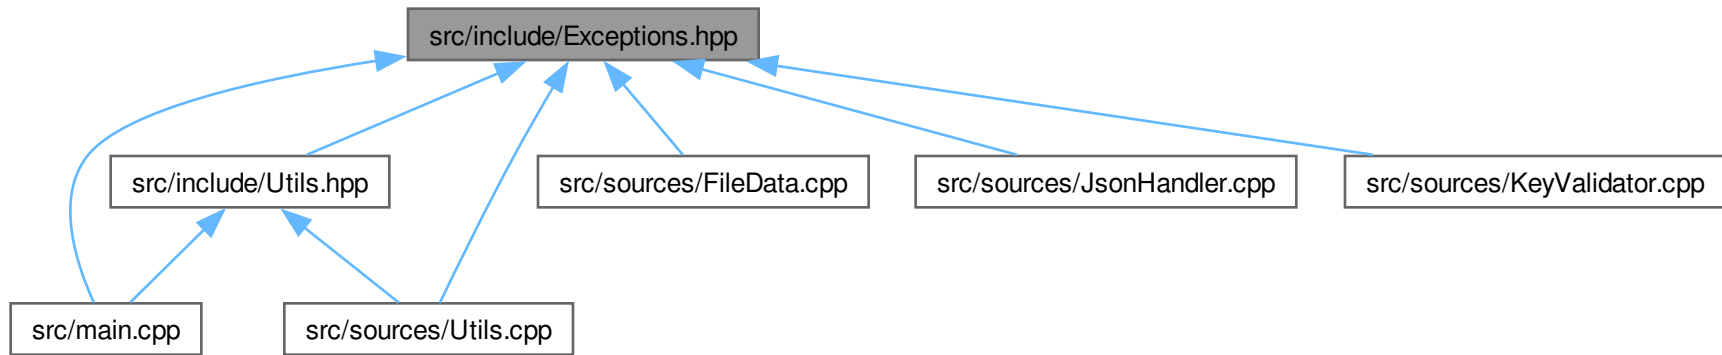 src/include/Exceptions.hpp
src/include/Utils.hpp
src/sources/FileData.cpp
src/sources/JsonHandler.cpp
src/sources/KeyValidator.cpp
src/main.cpp
src/sources/Utils.cpp